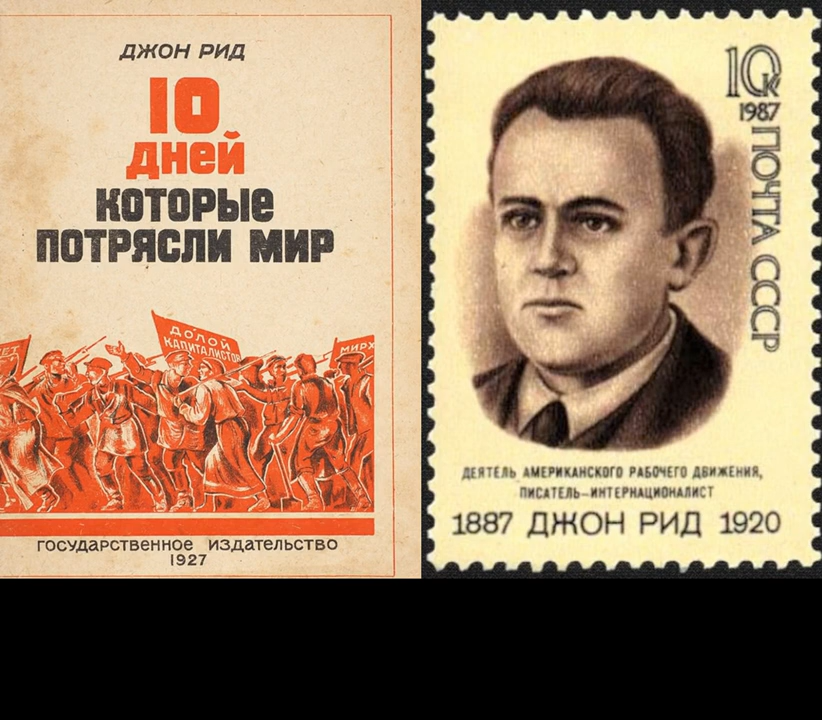 ДЖОН РИД
10
дней
которые
потрясли мир
ДОЛОЙ
КАПИТАЛИСТОВ
МИР
ГОСУДАРСТВЕННОЕ ИЗДАТЕЛЬСТВО
1927
10к
1987
ПОЧТА СССР
ДЕЯТЕЛЬ АМЕРИКАНСКОГО РАБОЧЕГО ДВИЖЕНИЯ,
ПИСАТЕЛЬ-ИНТЕРНАЦИОНАЛИСТ
1887 ДЖОН РИД 1920